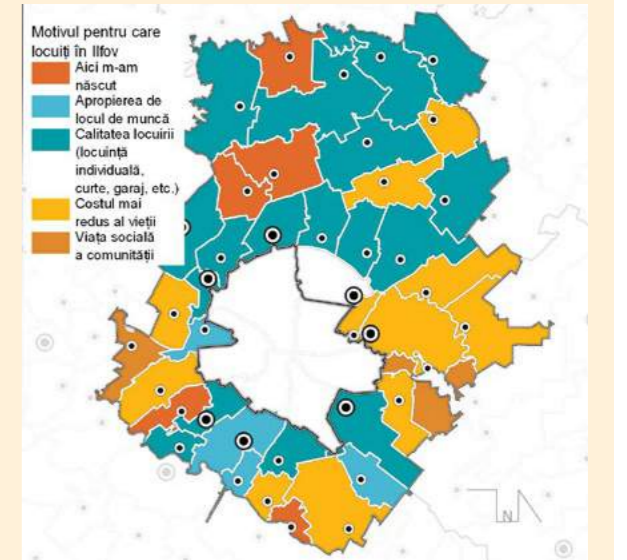 Motivul pentru care
locuiți în Ilfov
Aici m-am
născut
Apropierea de
locul de muncă
Calitatea locuirii
(locuință
individuală,
curte, garaj, etc.)
Costul mai
redus al vieții
Viața socială
a comunității
N